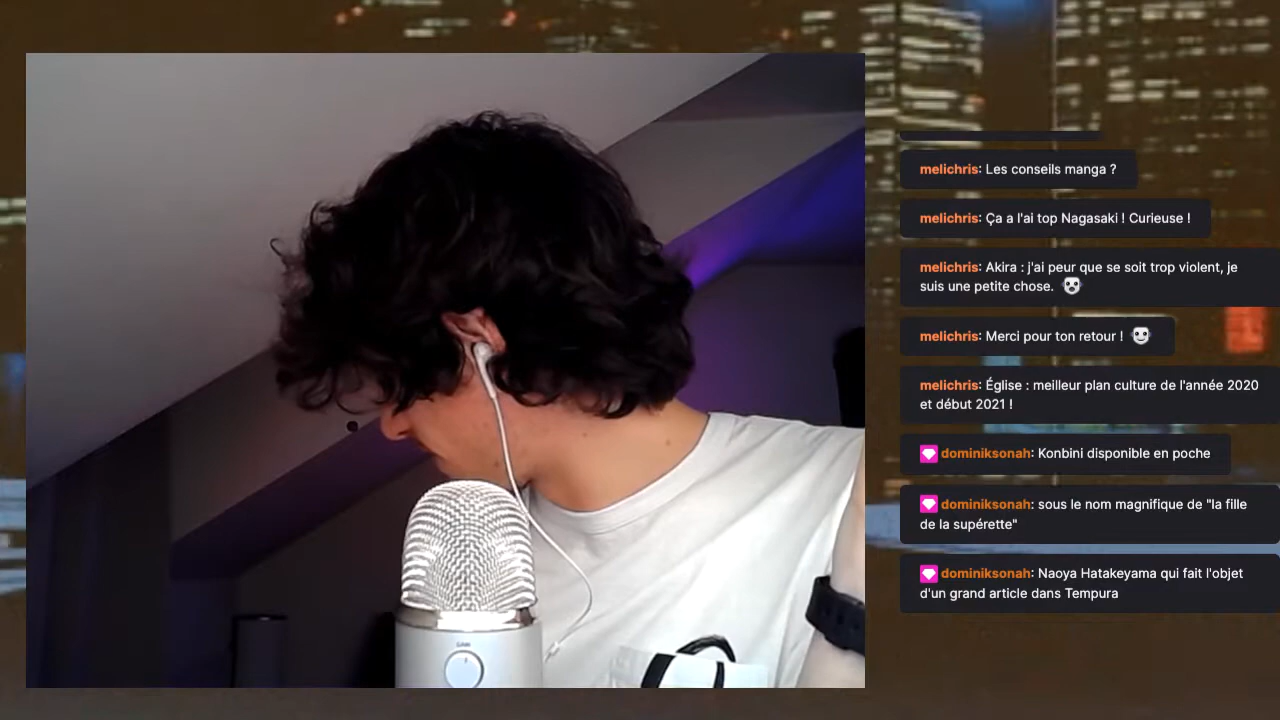 melichris: Les conseils manga ?
melichris: Ça a l'ai top Nagasaki ! Curieuse !
melichris: Akira : j'ai peur que se soit trop violent, je
suis une petite chose.
melichris: Merci pour ton retour !
melichris: Église : meilleur plan culture de l'année 2020
et début 2021 !
dominiksonah: Konbini disponible en poche
dominiksonah: sous le nom magnifique de "la fille
de la supérette"
dominiksonah: Naoya Hatakeyama qui fait l'objet
d'un grand article dans Tempura